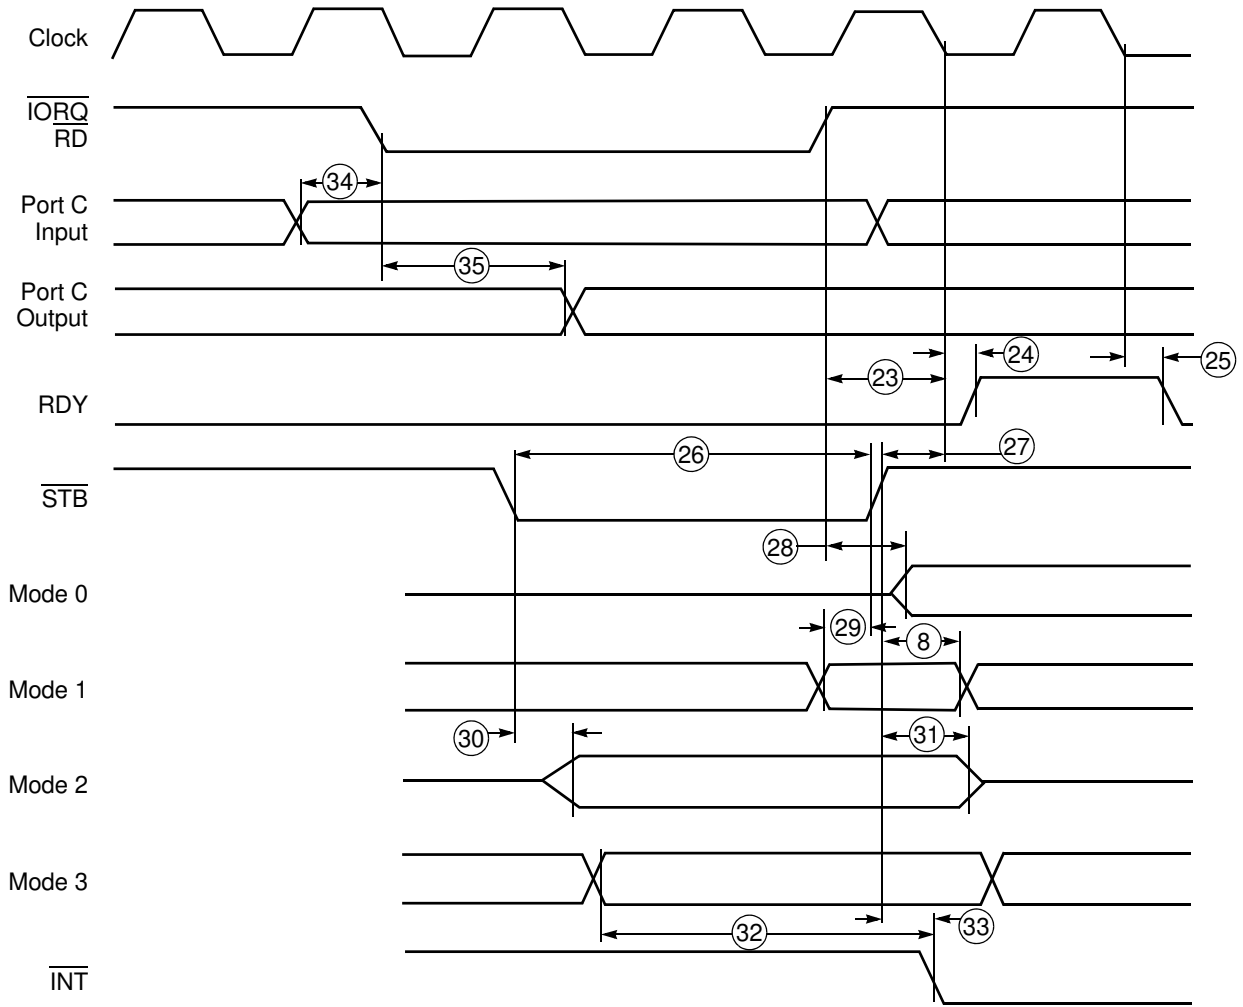 Clock
IORQ
RD
34
Port C
Input
35
Port C
Output
24
25
23
RDY
27
26
STB
28
Mode 0
29
8
Mode 1
30
31
Mode 2
Mode 3
32
33
INT